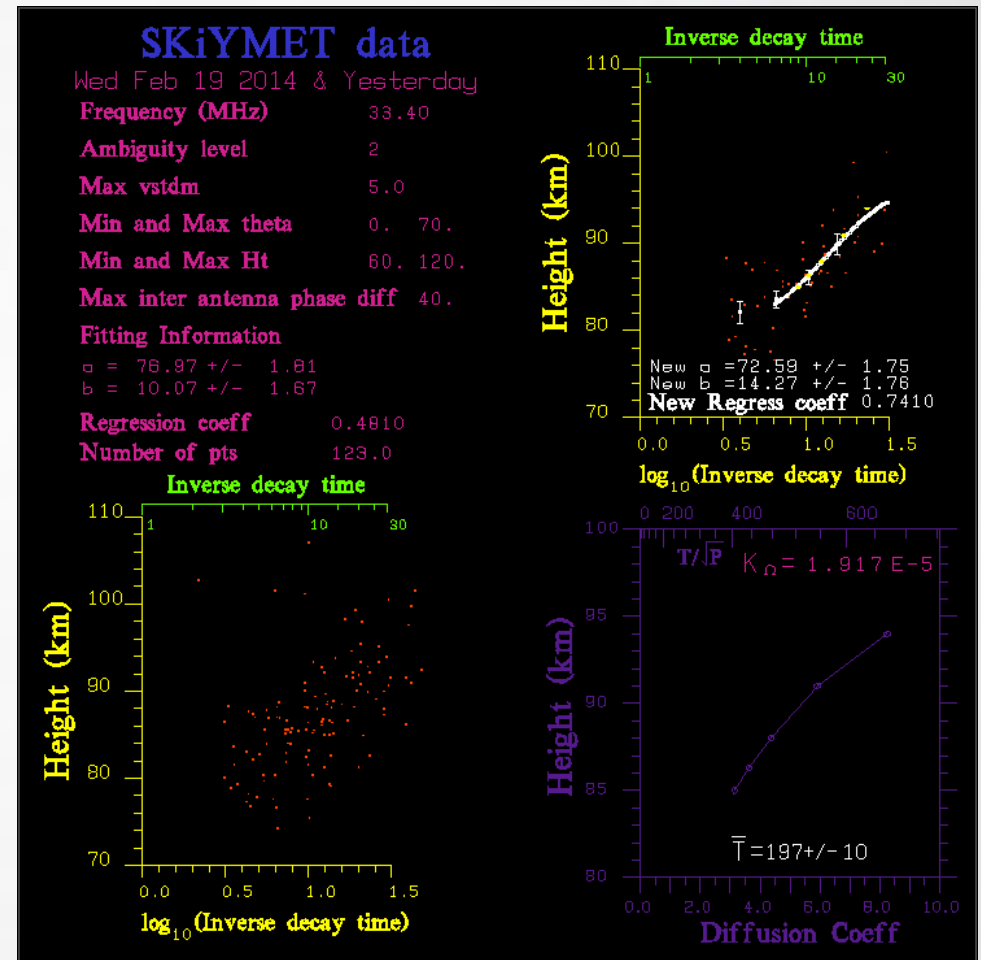 SKiYMET data
Wed Feb 19 2014 & Yesterday
Frequency (MHz) 33.40
Ambiguity level 2
Max vstdm 5.0
Min and Max theta 0. 70.
Min and Max Ht 60. 120.
Max inter antenna phase diff 40.
Fitting Information
a = 76.97 +/- 1.81
b = 10.07 +/- 1.67
Regression coeff 0.4810
Number of pts 123.0
Inverse decay time
1 10 30
110
100
90
80
70
Height (km)
New a =72.59 +/- 1.75
New b =14.27 +/- 1.76
New Regress coeff 0.7410
0.0 0.5 1.0 1.5
log10(Inverse decay time)
Inverse decay time
1 10 30
110
100
90
80
70
Height (km)
0.0 0.5 1.0 1.5
log10(Inverse decay time)
0 200 400 600
T/√P
KΩ= 1.917 E-5
100
95
90
85
80
Height (km)
T̅=197+/-10
0.0 2.0 4.0 6.0 8.0 10.0
Diffusion Coeff